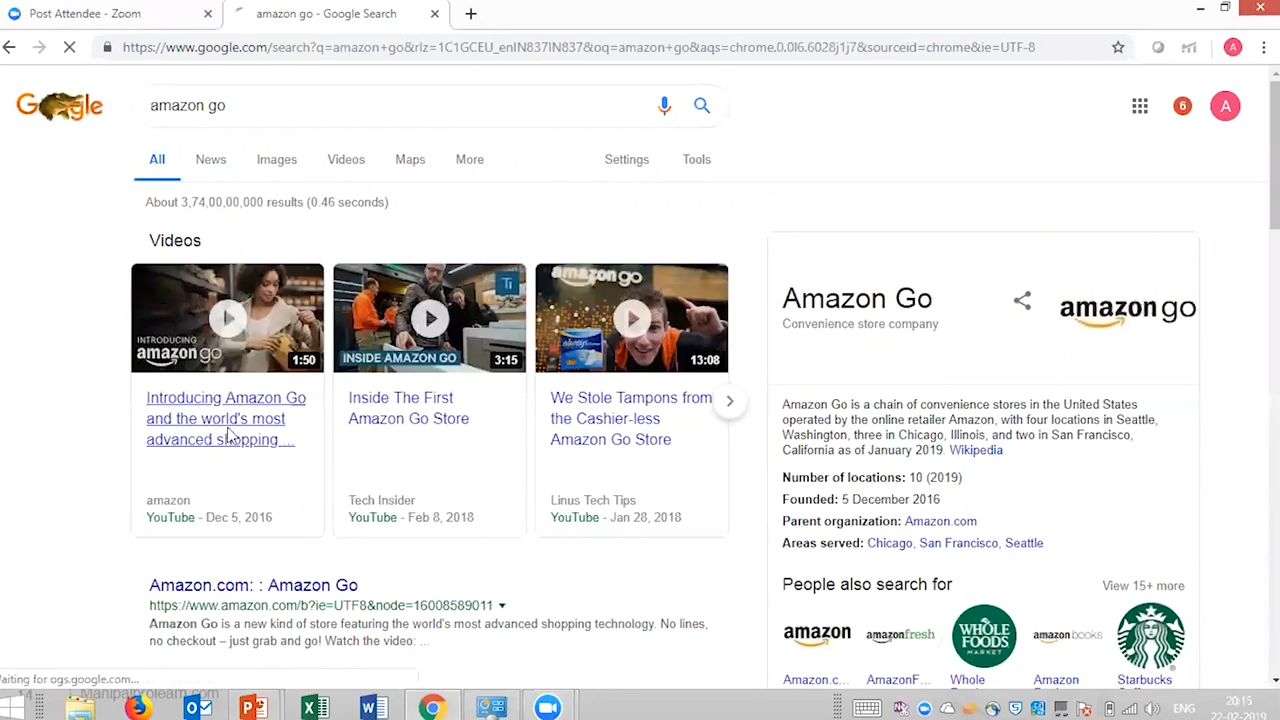 Post Attendee - Zoom
amazon go - Google Search
https://www.google.com/search?q=amazon+go&rlz=1C1GCEU_enIN837IN837&oq=amazon+go&aqs=chrome.0.0l6.6028j1j7&sourceid=chrome&ie=UTF-8
A
Google
amazon go
6
A
All
News
Images
Videos
Maps
More
Settings
Tools
About 3,74,00,00,000 results (0.46 seconds)
Videos
INTRODUCING
amazon go
1:50
Ti
INSIDE AMAZON GO
3:15
amazon go
always
13:08
Introducing Amazon Go
and the world's most
advanced shopping ...
amazon
YouTube - Dec 5, 2016
Inside The First
Amazon Go Store
Tech Insider
YouTube - Feb 8, 2018
We Stole Tampons from
the Cashier-less
Amazon Go Store
Linus Tech Tips
YouTube - Jan 28, 2018
Amazon.com: : Amazon Go
https://www.amazon.com/b?ie=UTF8&node=16008589011
Amazon Go is a new kind of store featuring the world's most advanced shopping technology. No lines,
no checkout – just grab and go! Watch the video: ...
Amazon Go
Convenience store company
amazon go
Amazon Go is a chain of convenience stores in the United States
operated by the online retailer Amazon, with four locations in Seattle,
Washington, three in Chicago, Illinois, and two in San Francisco,
California as of January 2019. Wikipedia
Number of locations: 10 (2019)
Founded: 5 December 2016
Parent organization: Amazon.com
Areas served: Chicago, San Francisco, Seattle
People also search for
View 15+ more
amazon
amazonfresh
WHOLE
FOODS
MARKET
amazon books
Amazon.c...
AmazonF...
Whole
Amazon
Starbucks
Waiting for ogs.google.com...
ENG
20:15
22-02-2019